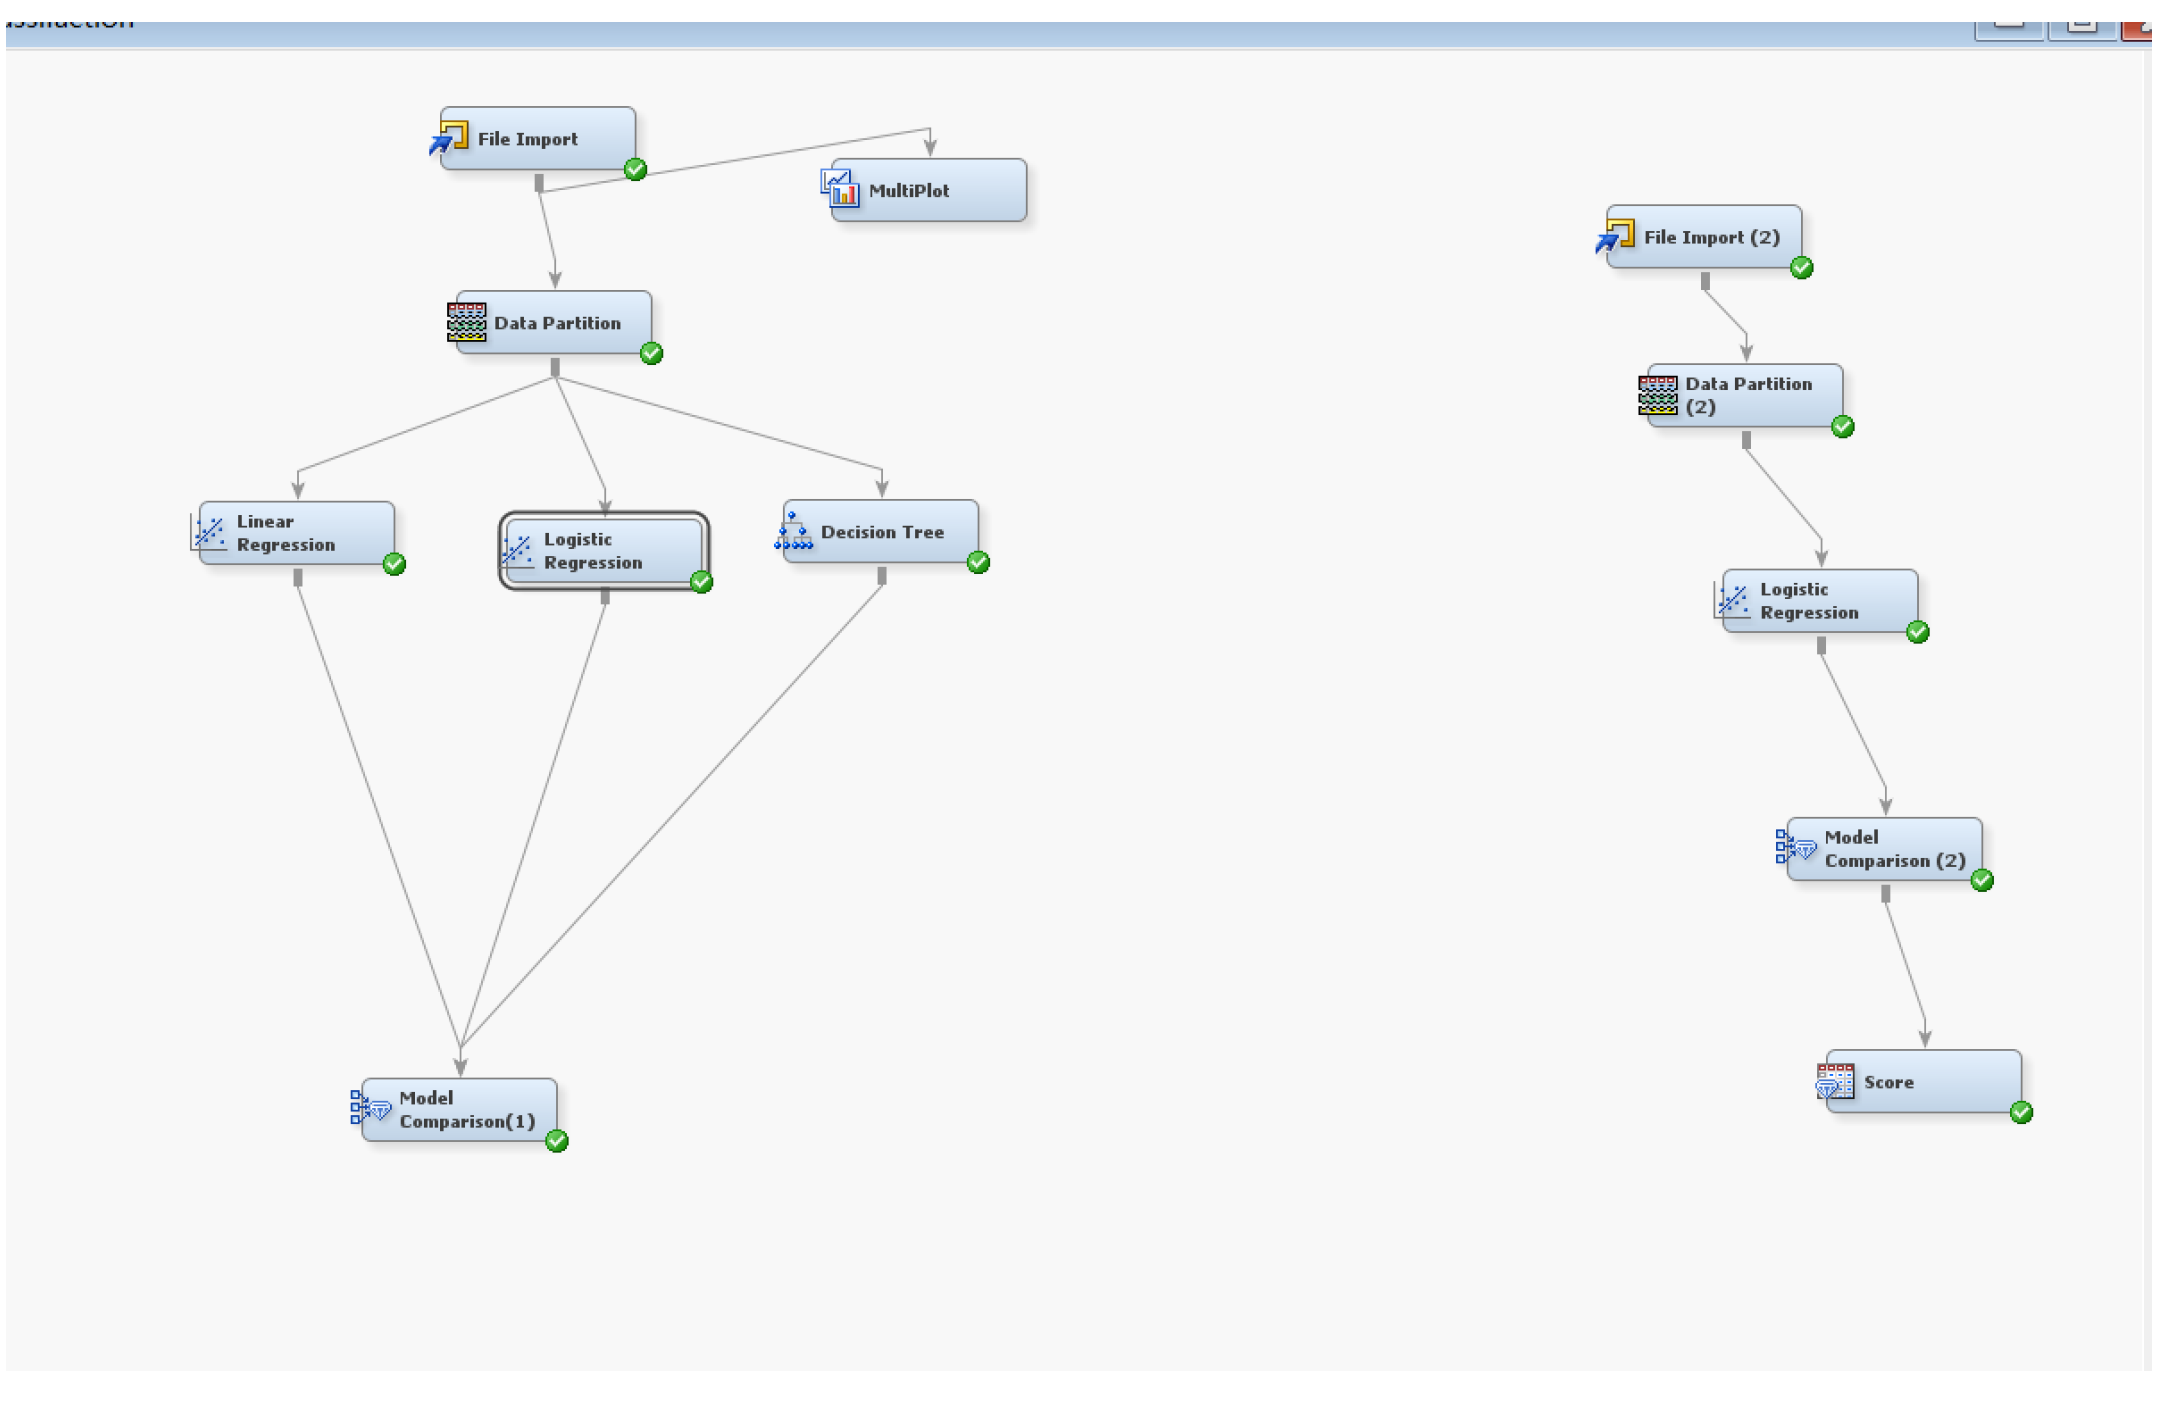 File Import
MultiPlot
Data Partition
Linear
Regression
Logistic
Regression
Decision Tree
Model
Comparison(1)
File Import (2)
Data Partition
(2)
Logistic
Regression
Model
Comparison (2)
Score